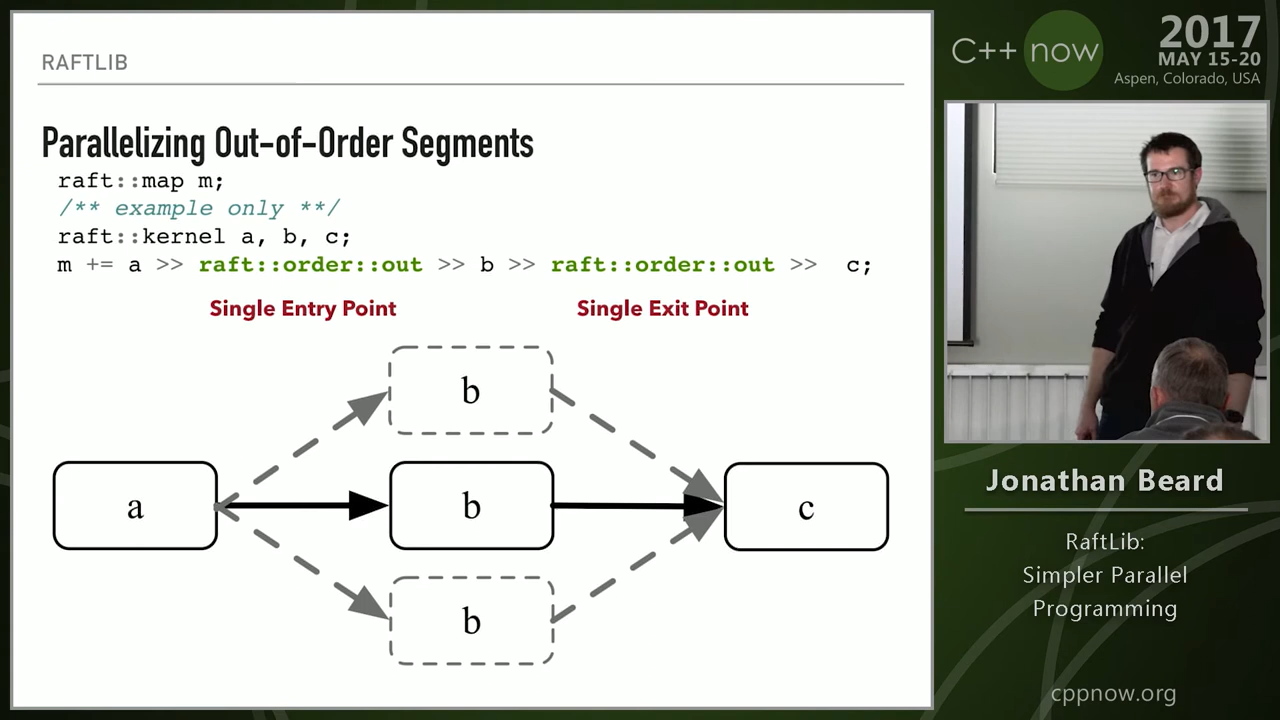 RAFTLIB
Parallelizing Out-of-Order Segments
raft::map m;
/** example only **/
raft::kernel a, b, c;
m += a >> raft::order::out >> b >> raft::order::out >> c;
Single Entry Point
Single Exit Point
b
a
b
c
b
C++ now
2017
MAY 15-20
Aspen, Colorado, USA
Jonathan Beard
RaftLib:
Simpler Parallel
Programming
cppnow.org